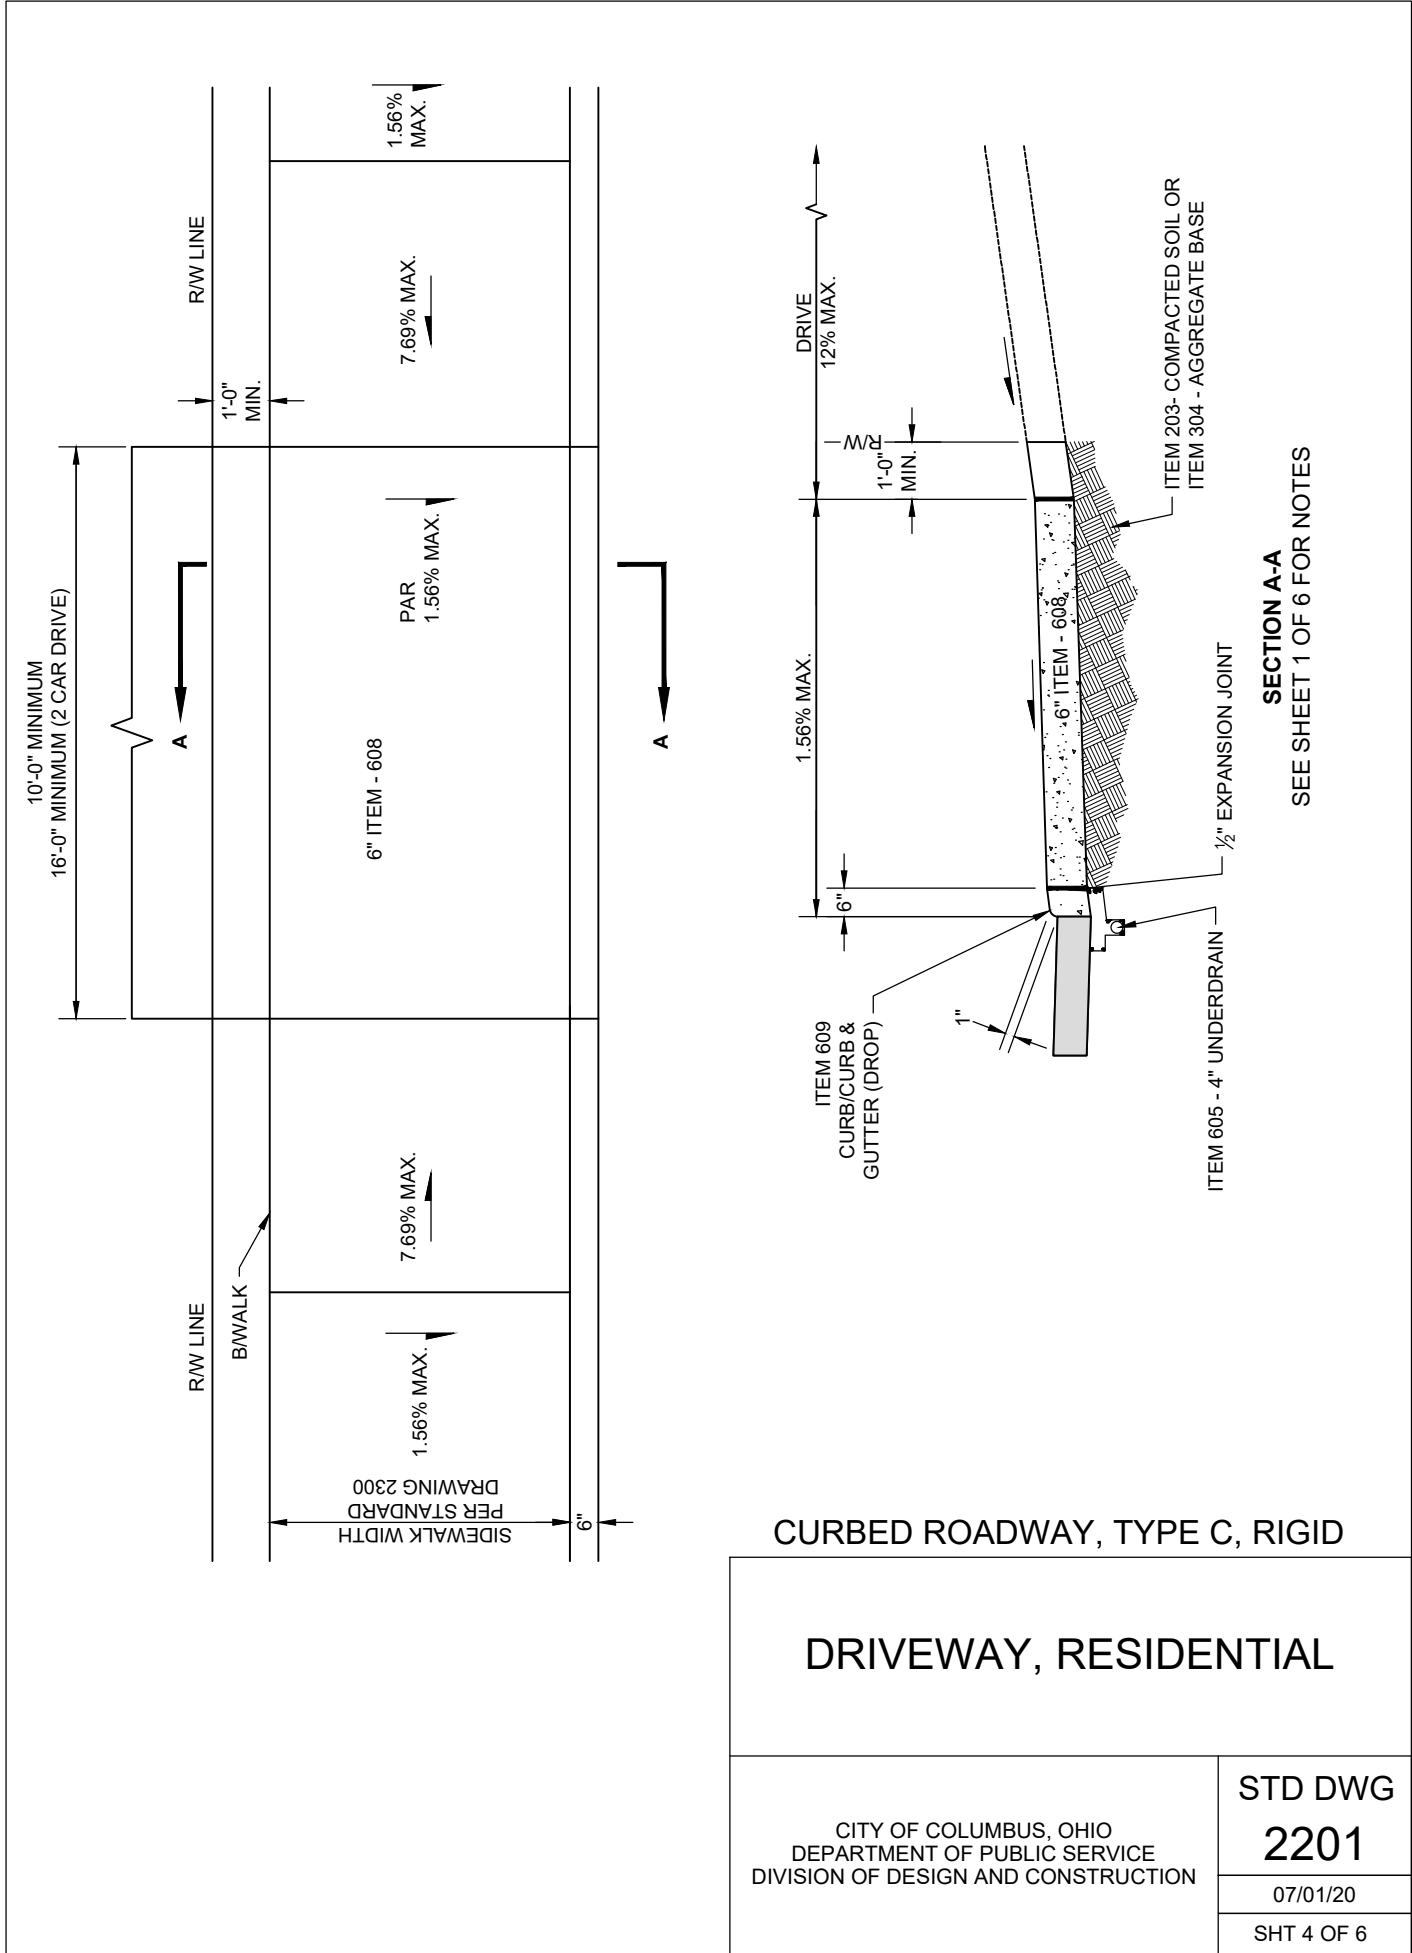 10'-0" MINIMUM
16'-0" MINIMUM (2 CAR DRIVE)
R/W LINE
R/W LINE
B/WALK
1'-0"
MIN.
A
A
1.56% MAX.
7.69% MAX.
6" ITEM - 608
PAR
1.56% MAX.
7.69% MAX.
1.56%
MAX.
SIDEWALK WIDTH
PER STANDARD
DRAWING 2300
6"
DRIVE
12% MAX.
1.56% MAX.
6"
R/W
1'-0"
MIN.
ITEM 609
CURB/CURB &
GUTTER (DROP)
1"
6" ITEM - 608
ITEM 203- COMPACTED SOIL OR
ITEM 304 - AGGREGATE BASE
½" EXPANSION JOINT
ITEM 605 - 4" UNDERDRAIN
SECTION A-A
SEE SHEET 1 OF 6 FOR NOTES
CURBED ROADWAY, TYPE C, RIGID
DRIVEWAY, RESIDENTIAL
CITY OF COLUMBUS, OHIO
DEPARTMENT OF PUBLIC SERVICE
DIVISION OF DESIGN AND CONSTRUCTION
STD DWG
2201
07/01/20
SHT 4 OF 6